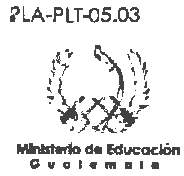 PLA-PLT-05.03
Ministerio de Educación
Guatemala